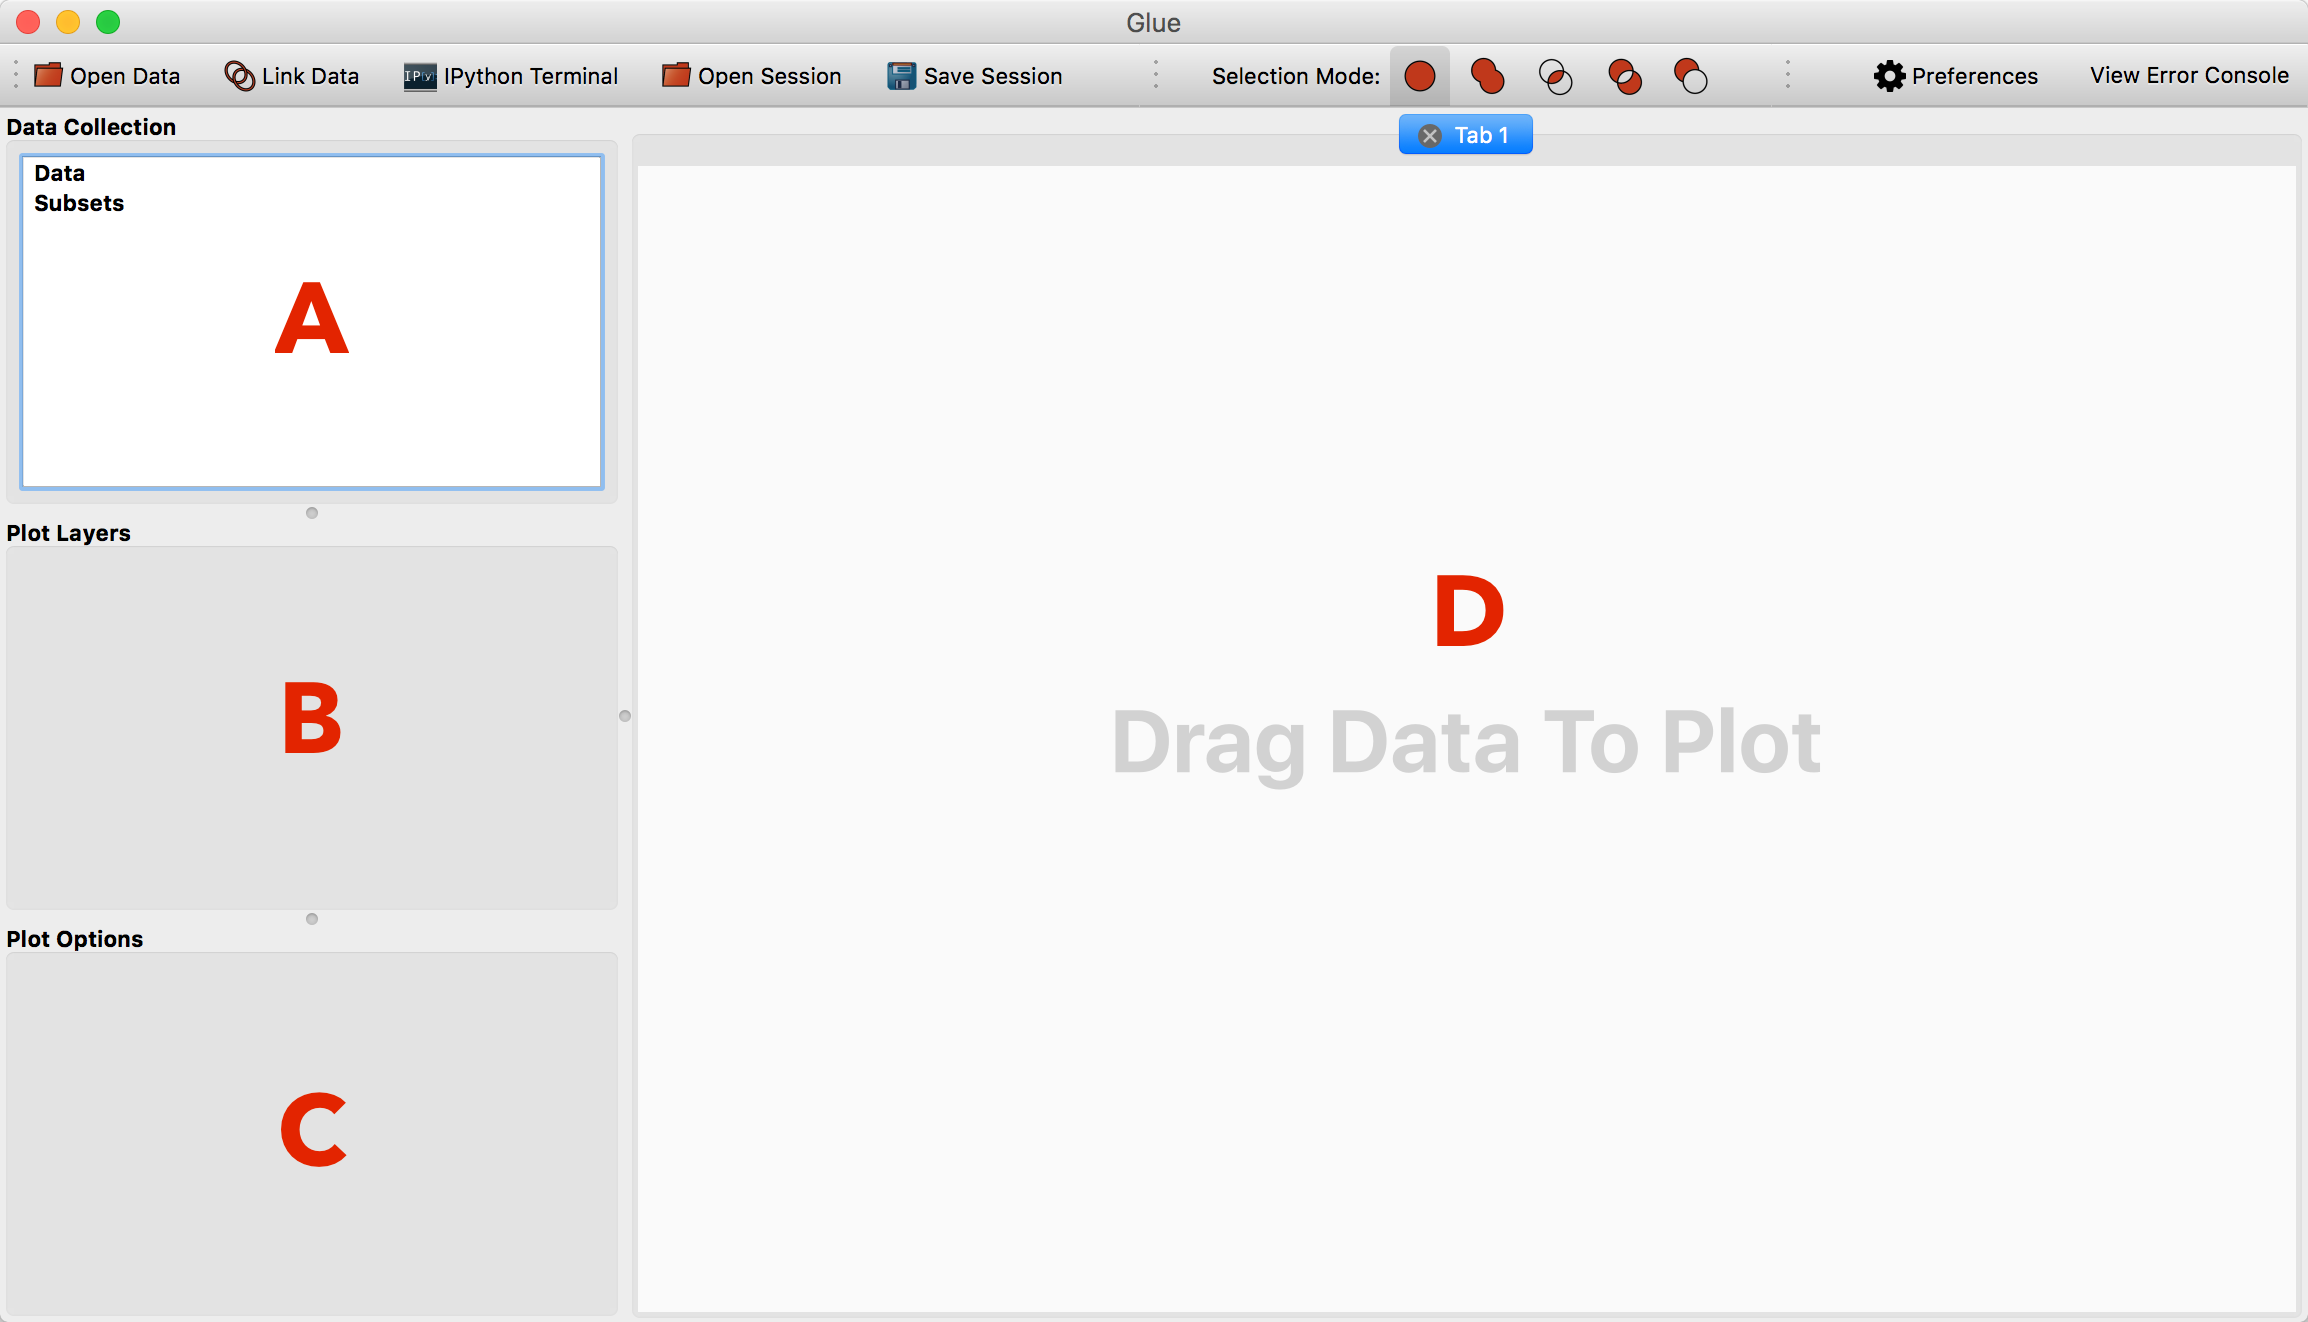 Glue
Open Data Link Data IP[y] IPython Terminal Open Session Save Session Selection Mode: Preferences View Error Console
Data Collection
Tab 1
Data
Subsets
A
Plot Layers
B
D
Drag Data To Plot
Plot Options
C